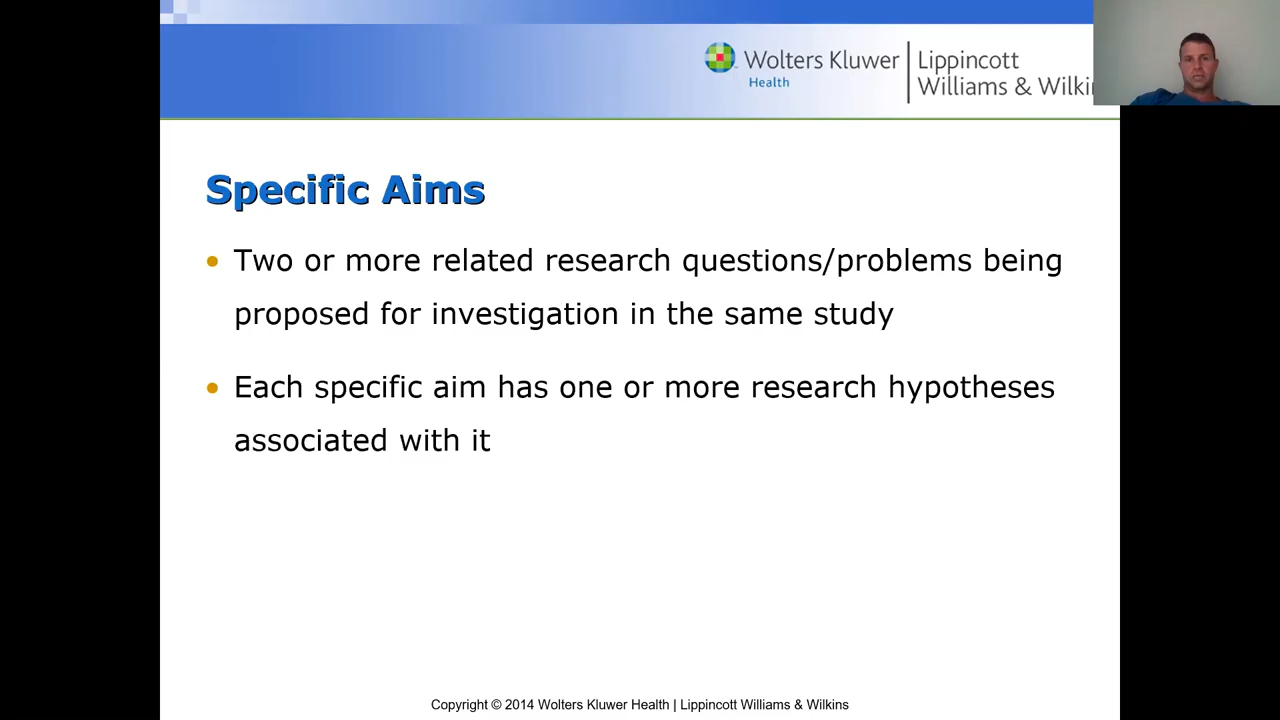 Wolters Kluwer
Health
Lippincott
Williams & Wilki
Specific Aims
• Two or more related research questions/problems being
proposed for investigation in the same study
• Each specific aim has one or more research hypotheses
associated with it
Copyright © 2014 Wolters Kluwer Health | Lippincott Williams & Wilkins